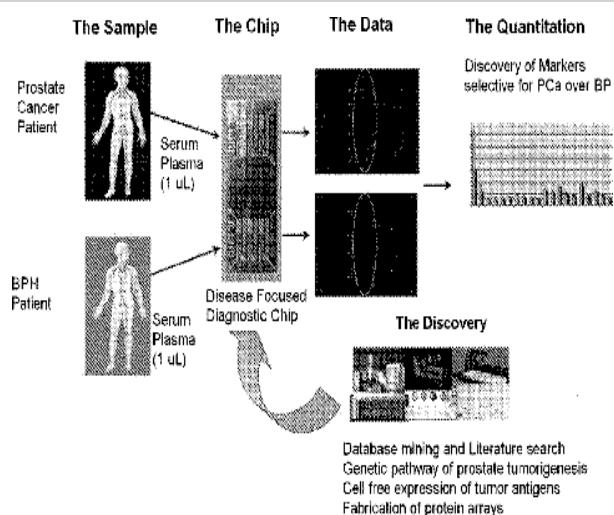 The Sample
The Chip
The Data
The Quantitation
Prostate
Cancer
Patient
Serum
Plasma
(1 uL)
Discovery of Markers
selective for PCa over BP
BPH
Patient
Serum
Plasma
(1 uL)
Disease Focused
Diagnostic Chip
The Discovery
Database mining and Literature search
Genetic pathway of prostate tumorigenesis
Cell free expression of tumor antigens
Fabrication of protein arrays